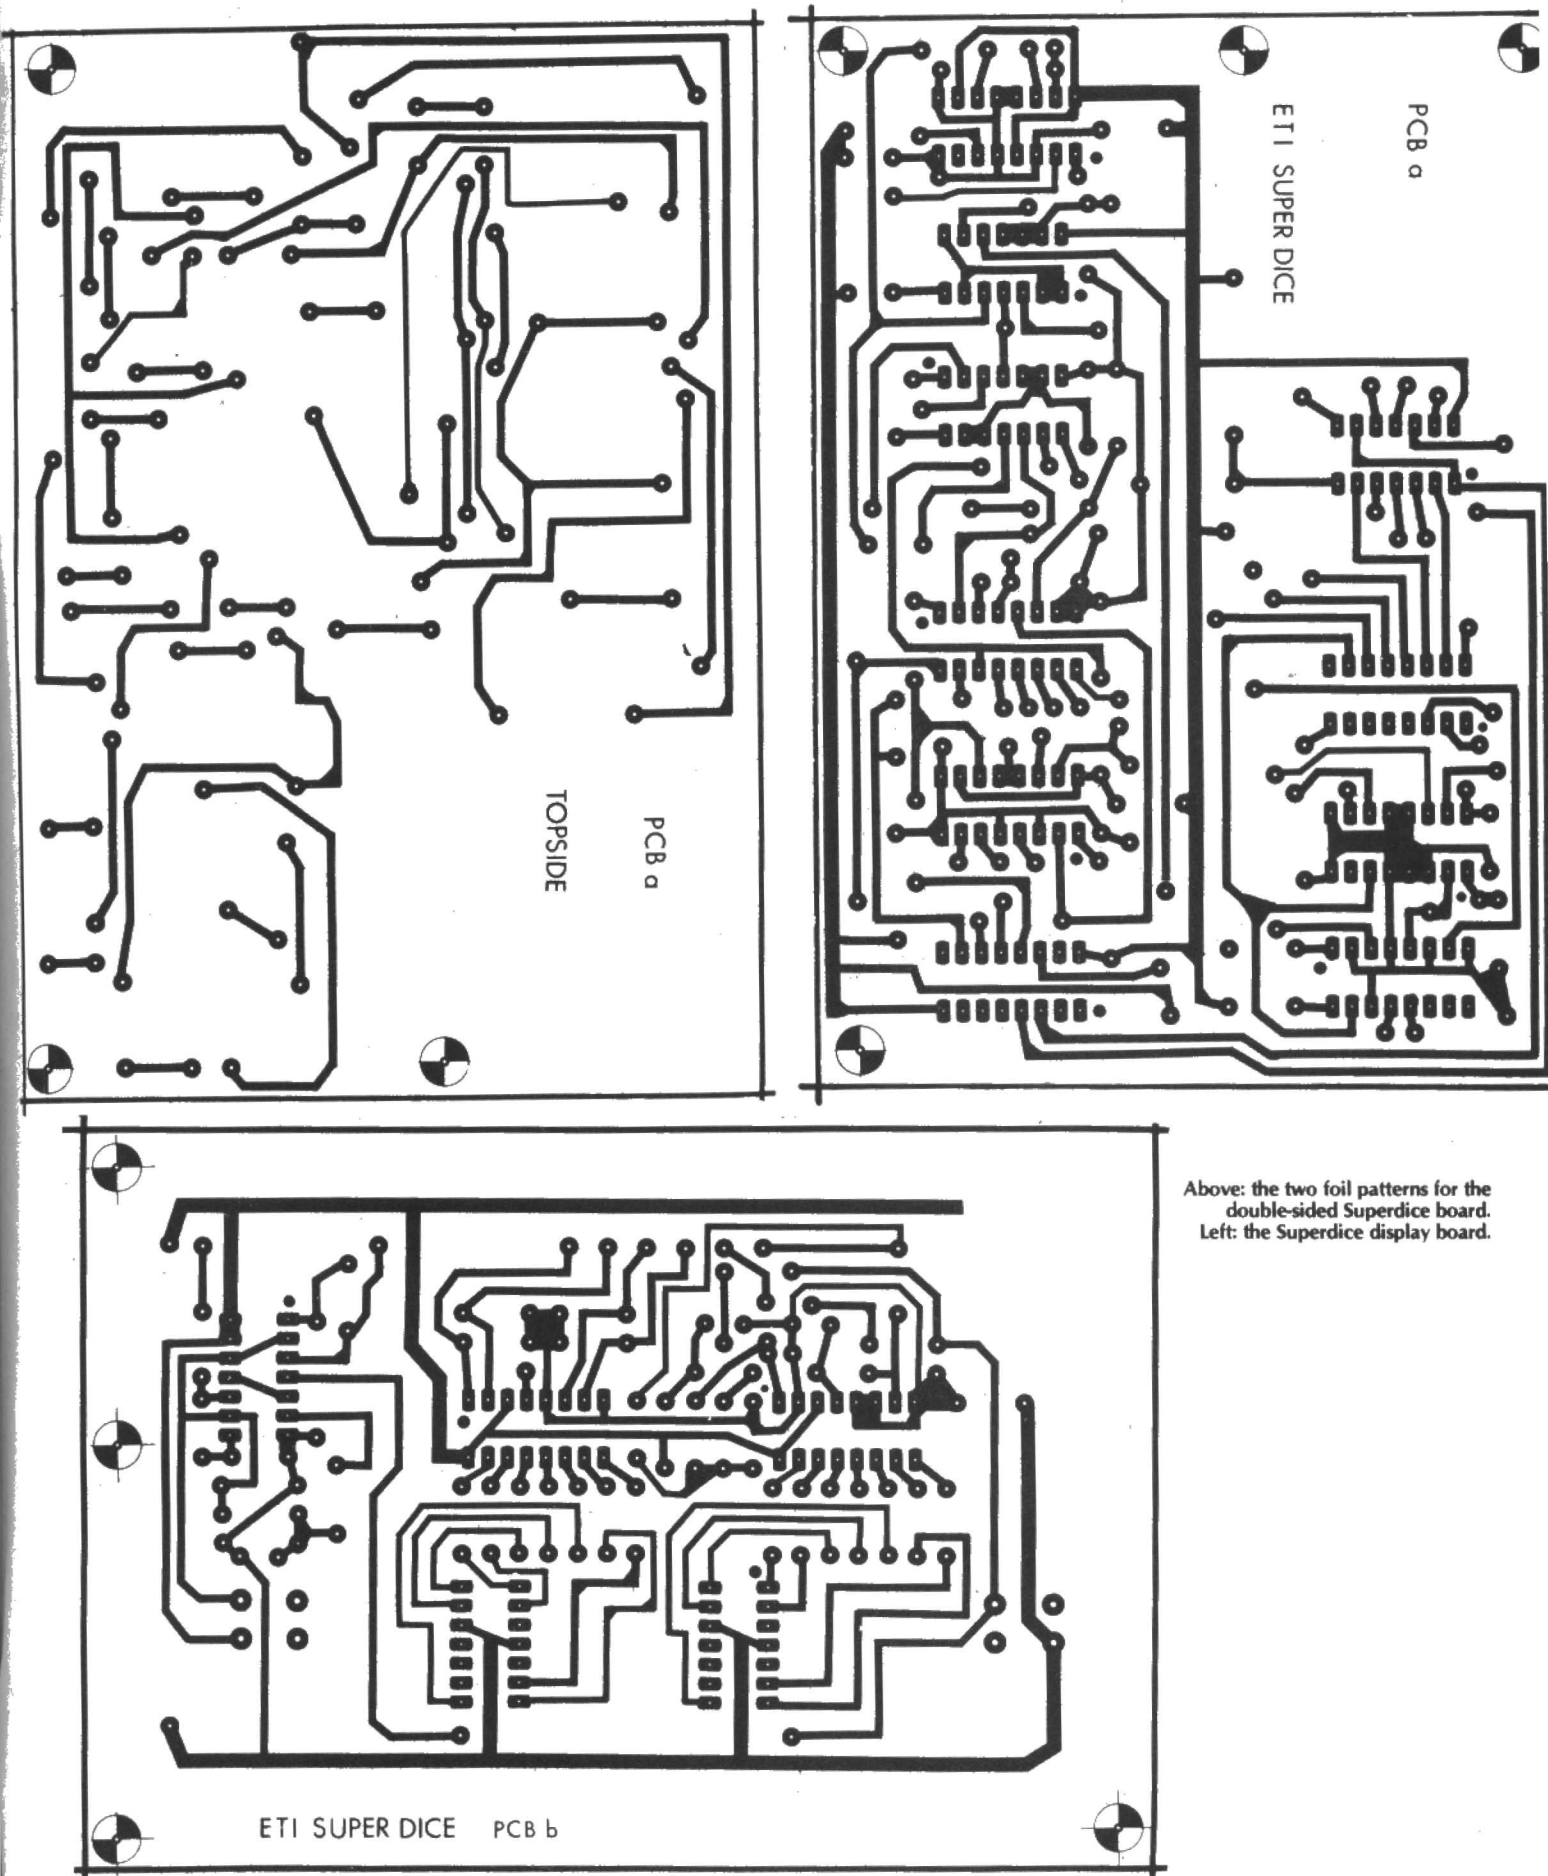 PCB a
TOPSIDE
PCB a
ETI SUPER DICE
Above: the two foil patterns for the
double-sided Superdice board.
Left: the Superdice display board.
ETI SUPER DICE PCB b